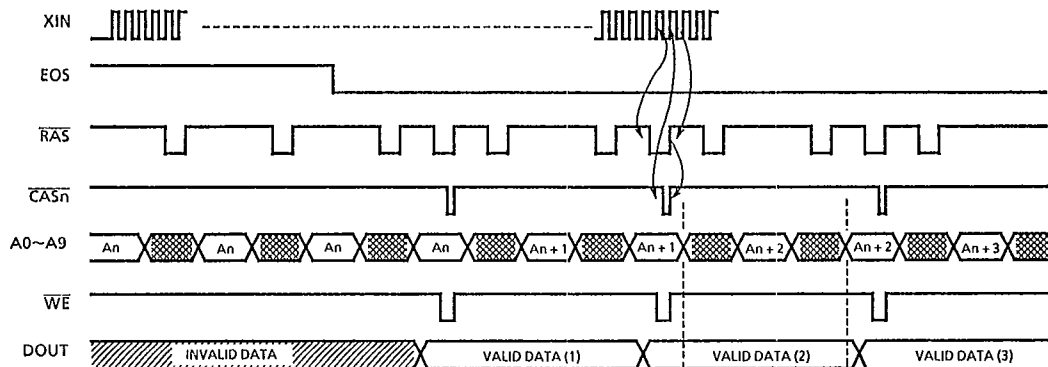 XIN
EOS
RAS
CASn
A0~A9 An An An An An + 1 An + 1 An + 2 An + 2 An + 3
WE
DOUT INVALID DATA VALID DATA (1) VALID DATA (2) VALID DATA (3)